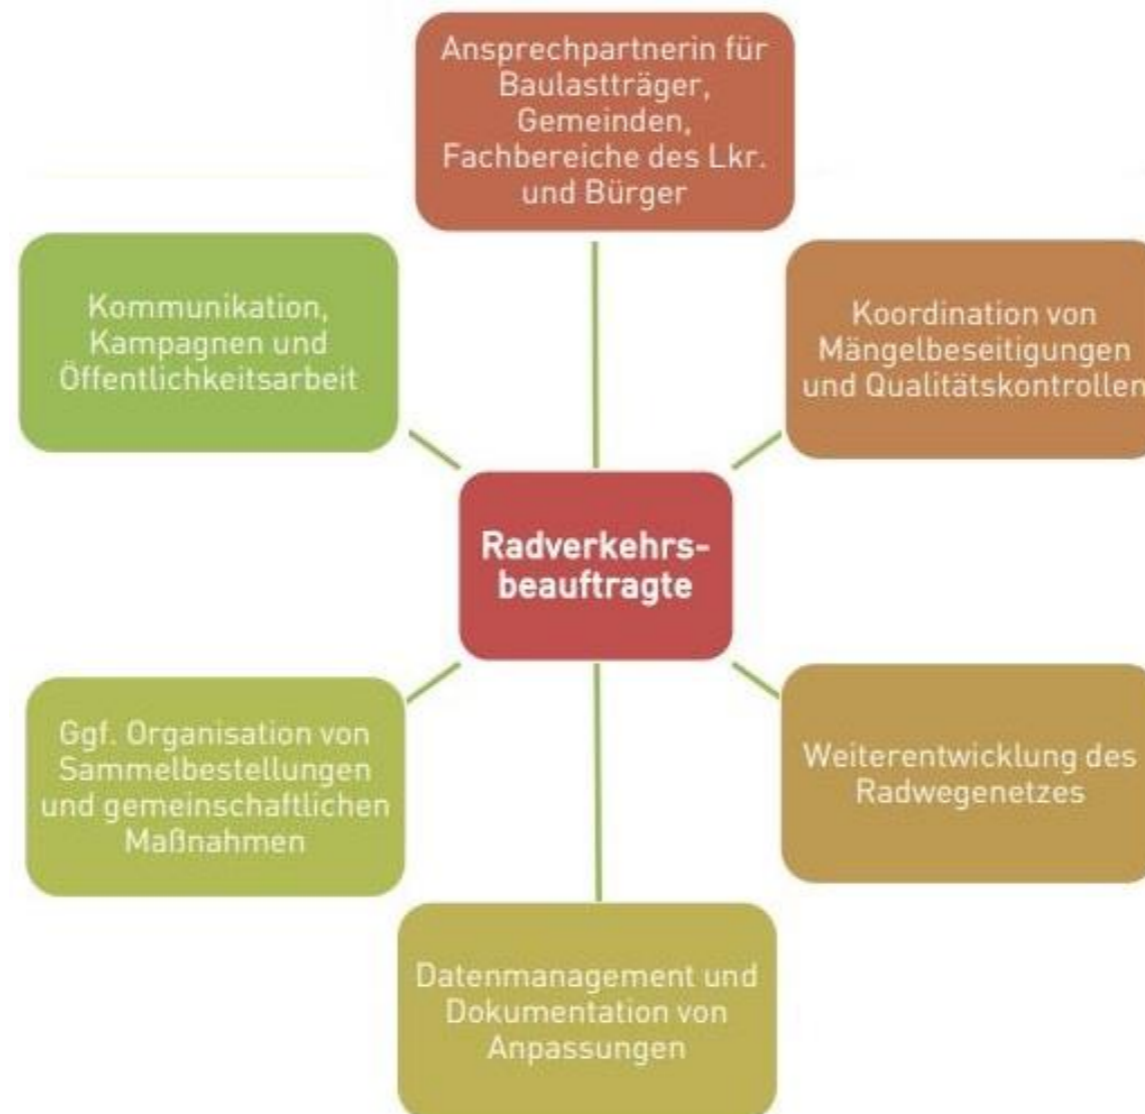 Ansprechpartnerin für
Baulastträger,
Gemeinden,
Fachbereiche des Lkr.
und Bürger
Kommunikation,
Kampagnen und
Öffentlichkeitsarbeit
Koordination von
Mängelbeseitigungen
und Qualitätskontrollen
Radverkehrs-
beauftragte
Ggf. Organisation von
Sammelbestellungen
und gemeinschaftlichen
Maßnahmen
Weiterentwicklung des
Radwegenetzes
Datenmanagement und
Dokumentation von
Anpassungen